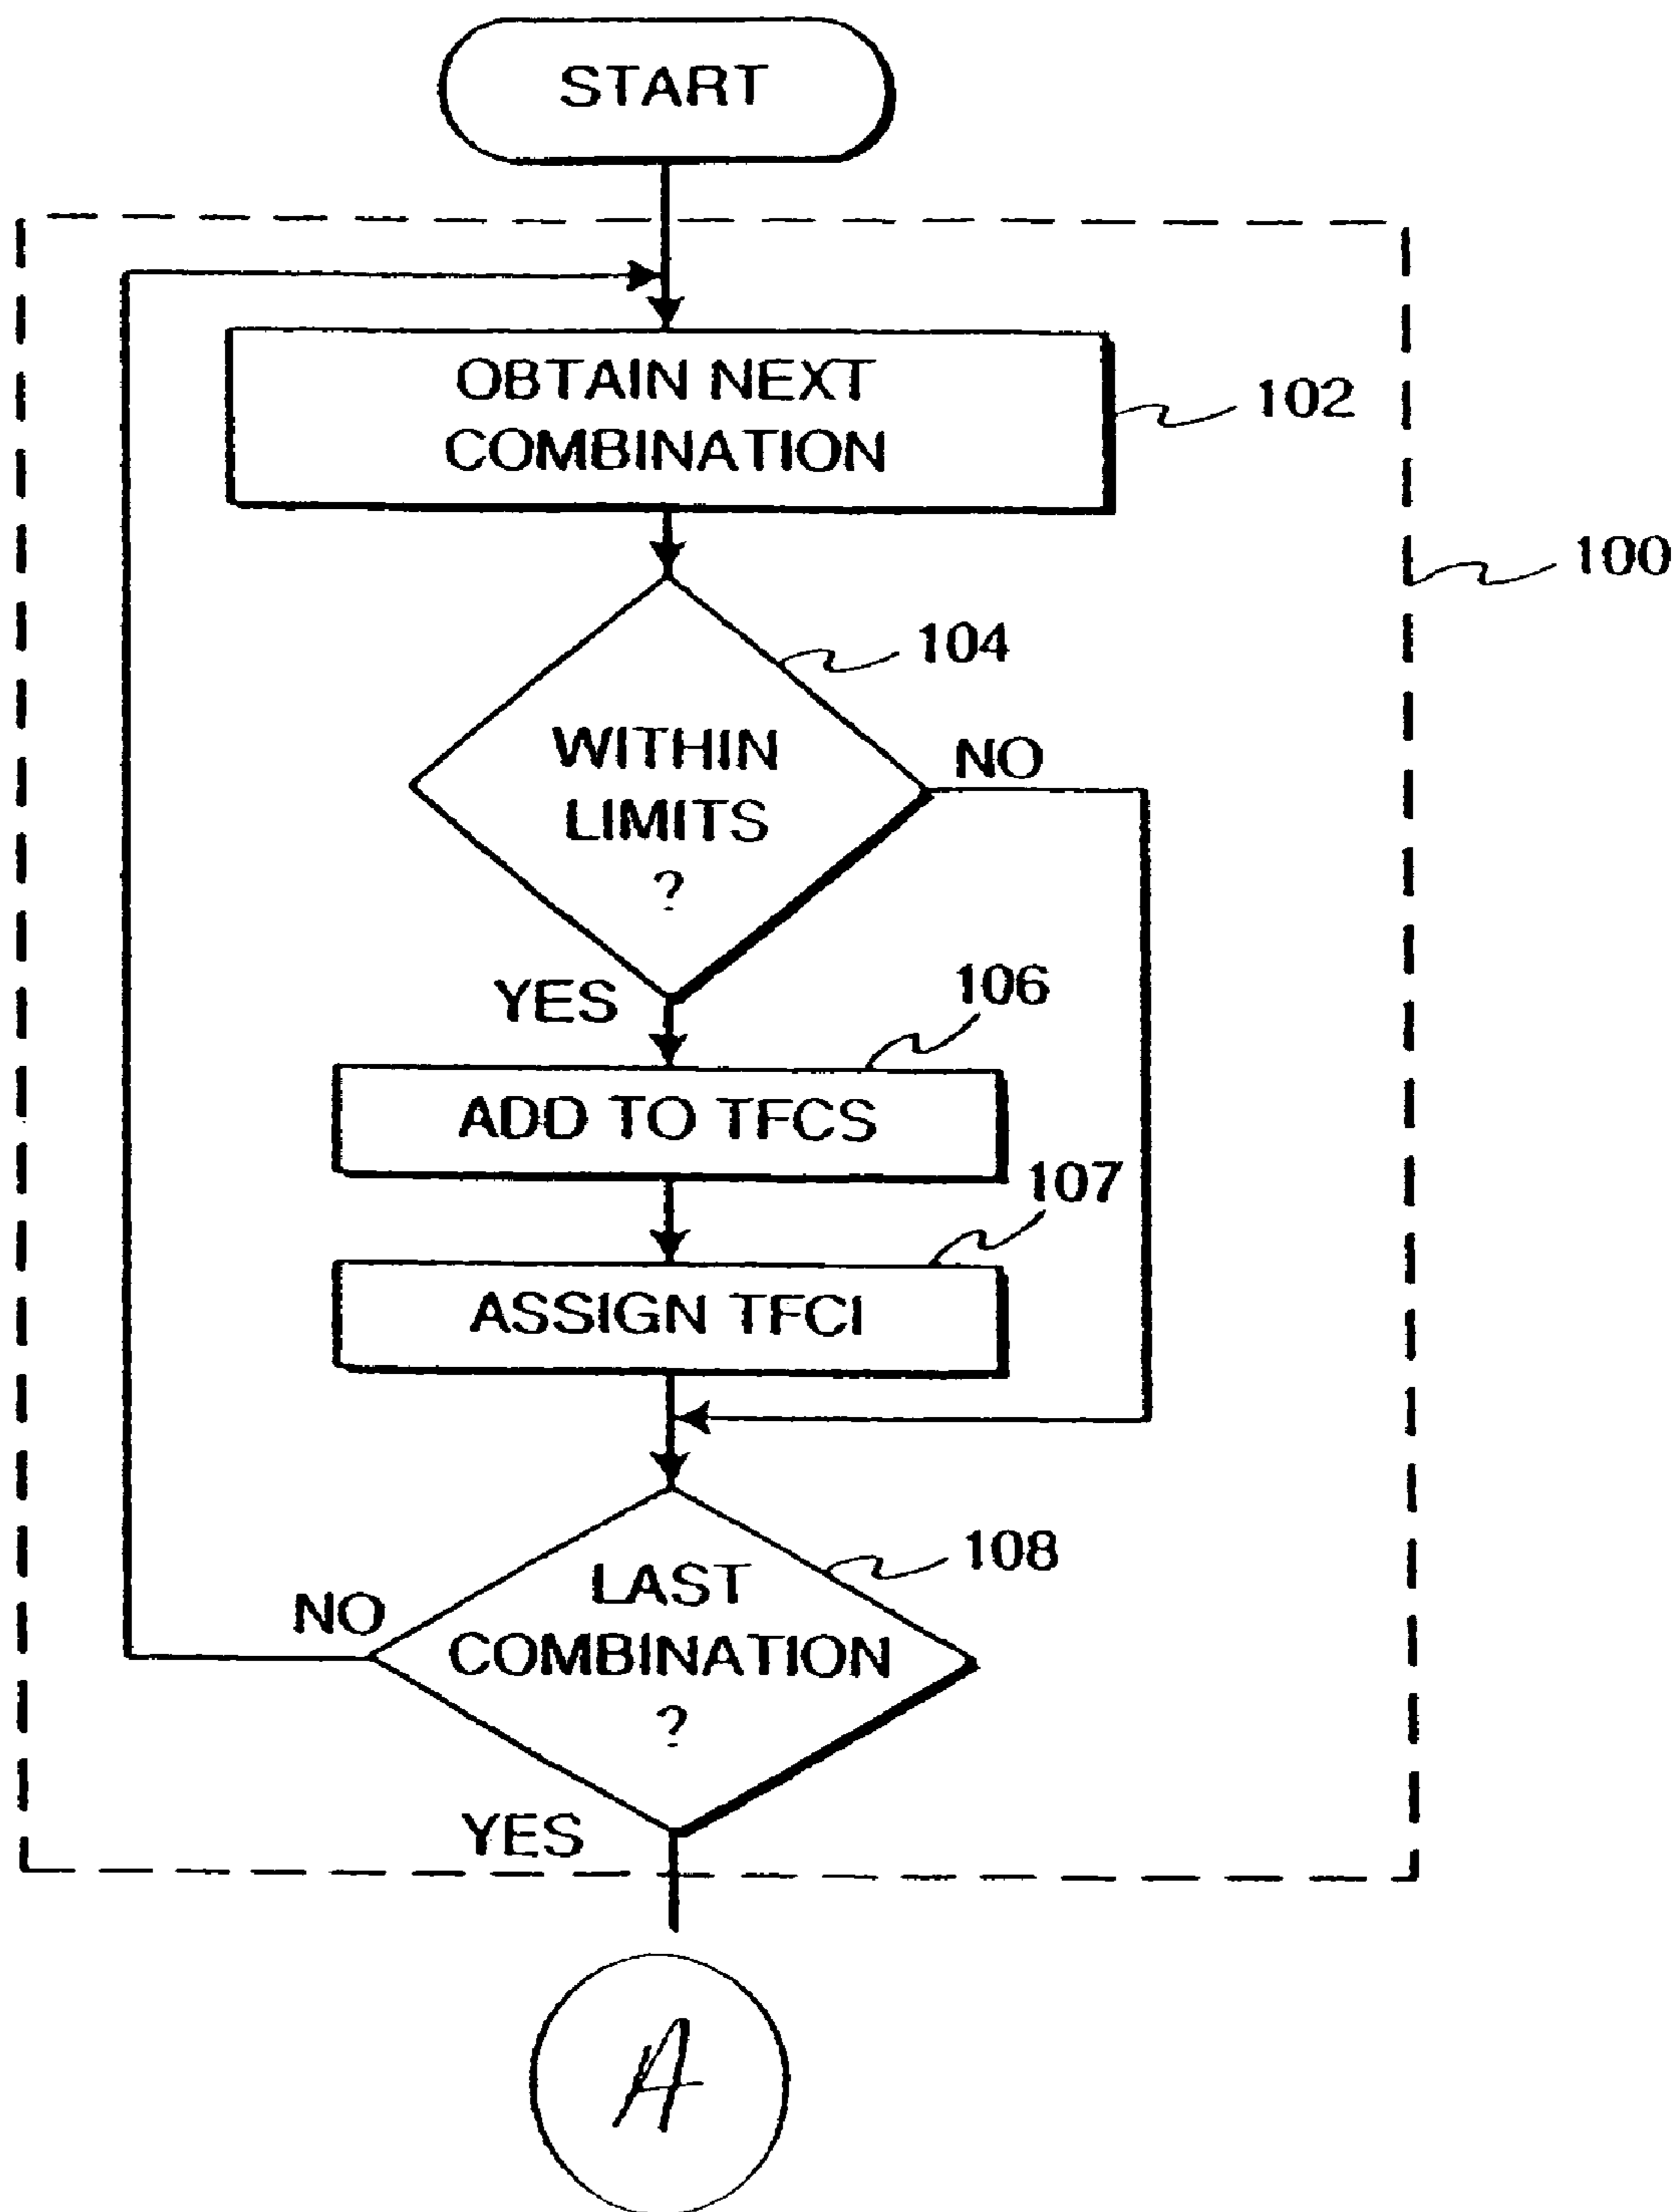 START
OBTAIN NEXT
COMBINATION
102
100
104
WITHIN
LIMITS
?
NO
YES
106
ADD TO TFCS
107
ASSIGN TFCI
108
LAST
COMBINATION
?
NO
YES
A